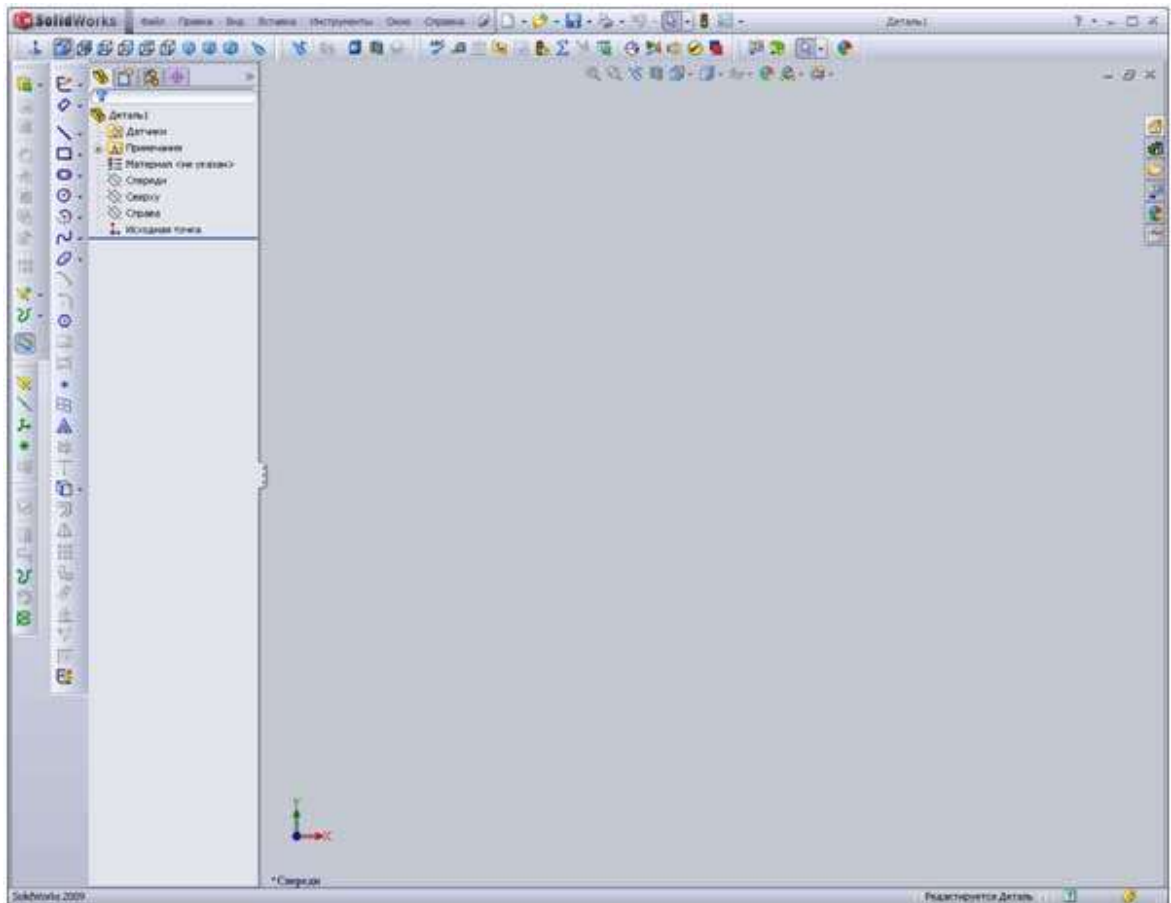 SolidWorks Файл Правка Вид Вставка Инструменты Окно Справка Деталь1
Деталь1
Датчики
Примечания
Материал <не указан>
Спереди
Сверху
Справа
Исходная точка
Y
X
*Спереди
SolidWorks 2009 Редактируется Деталь